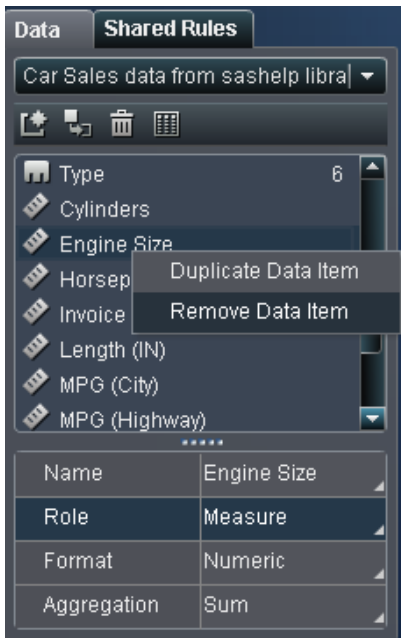 Data Shared Rules
Car Sales data from sashelp libra
Type 6
Cylinders
Engine Size
Horsep
Duplicate Data Item
Invoice
Remove Data Item
Length (IN)
MPG (City)
MPG (Highway)
Name Engine Size
Role Measure
Format Numeric
Aggregation Sum